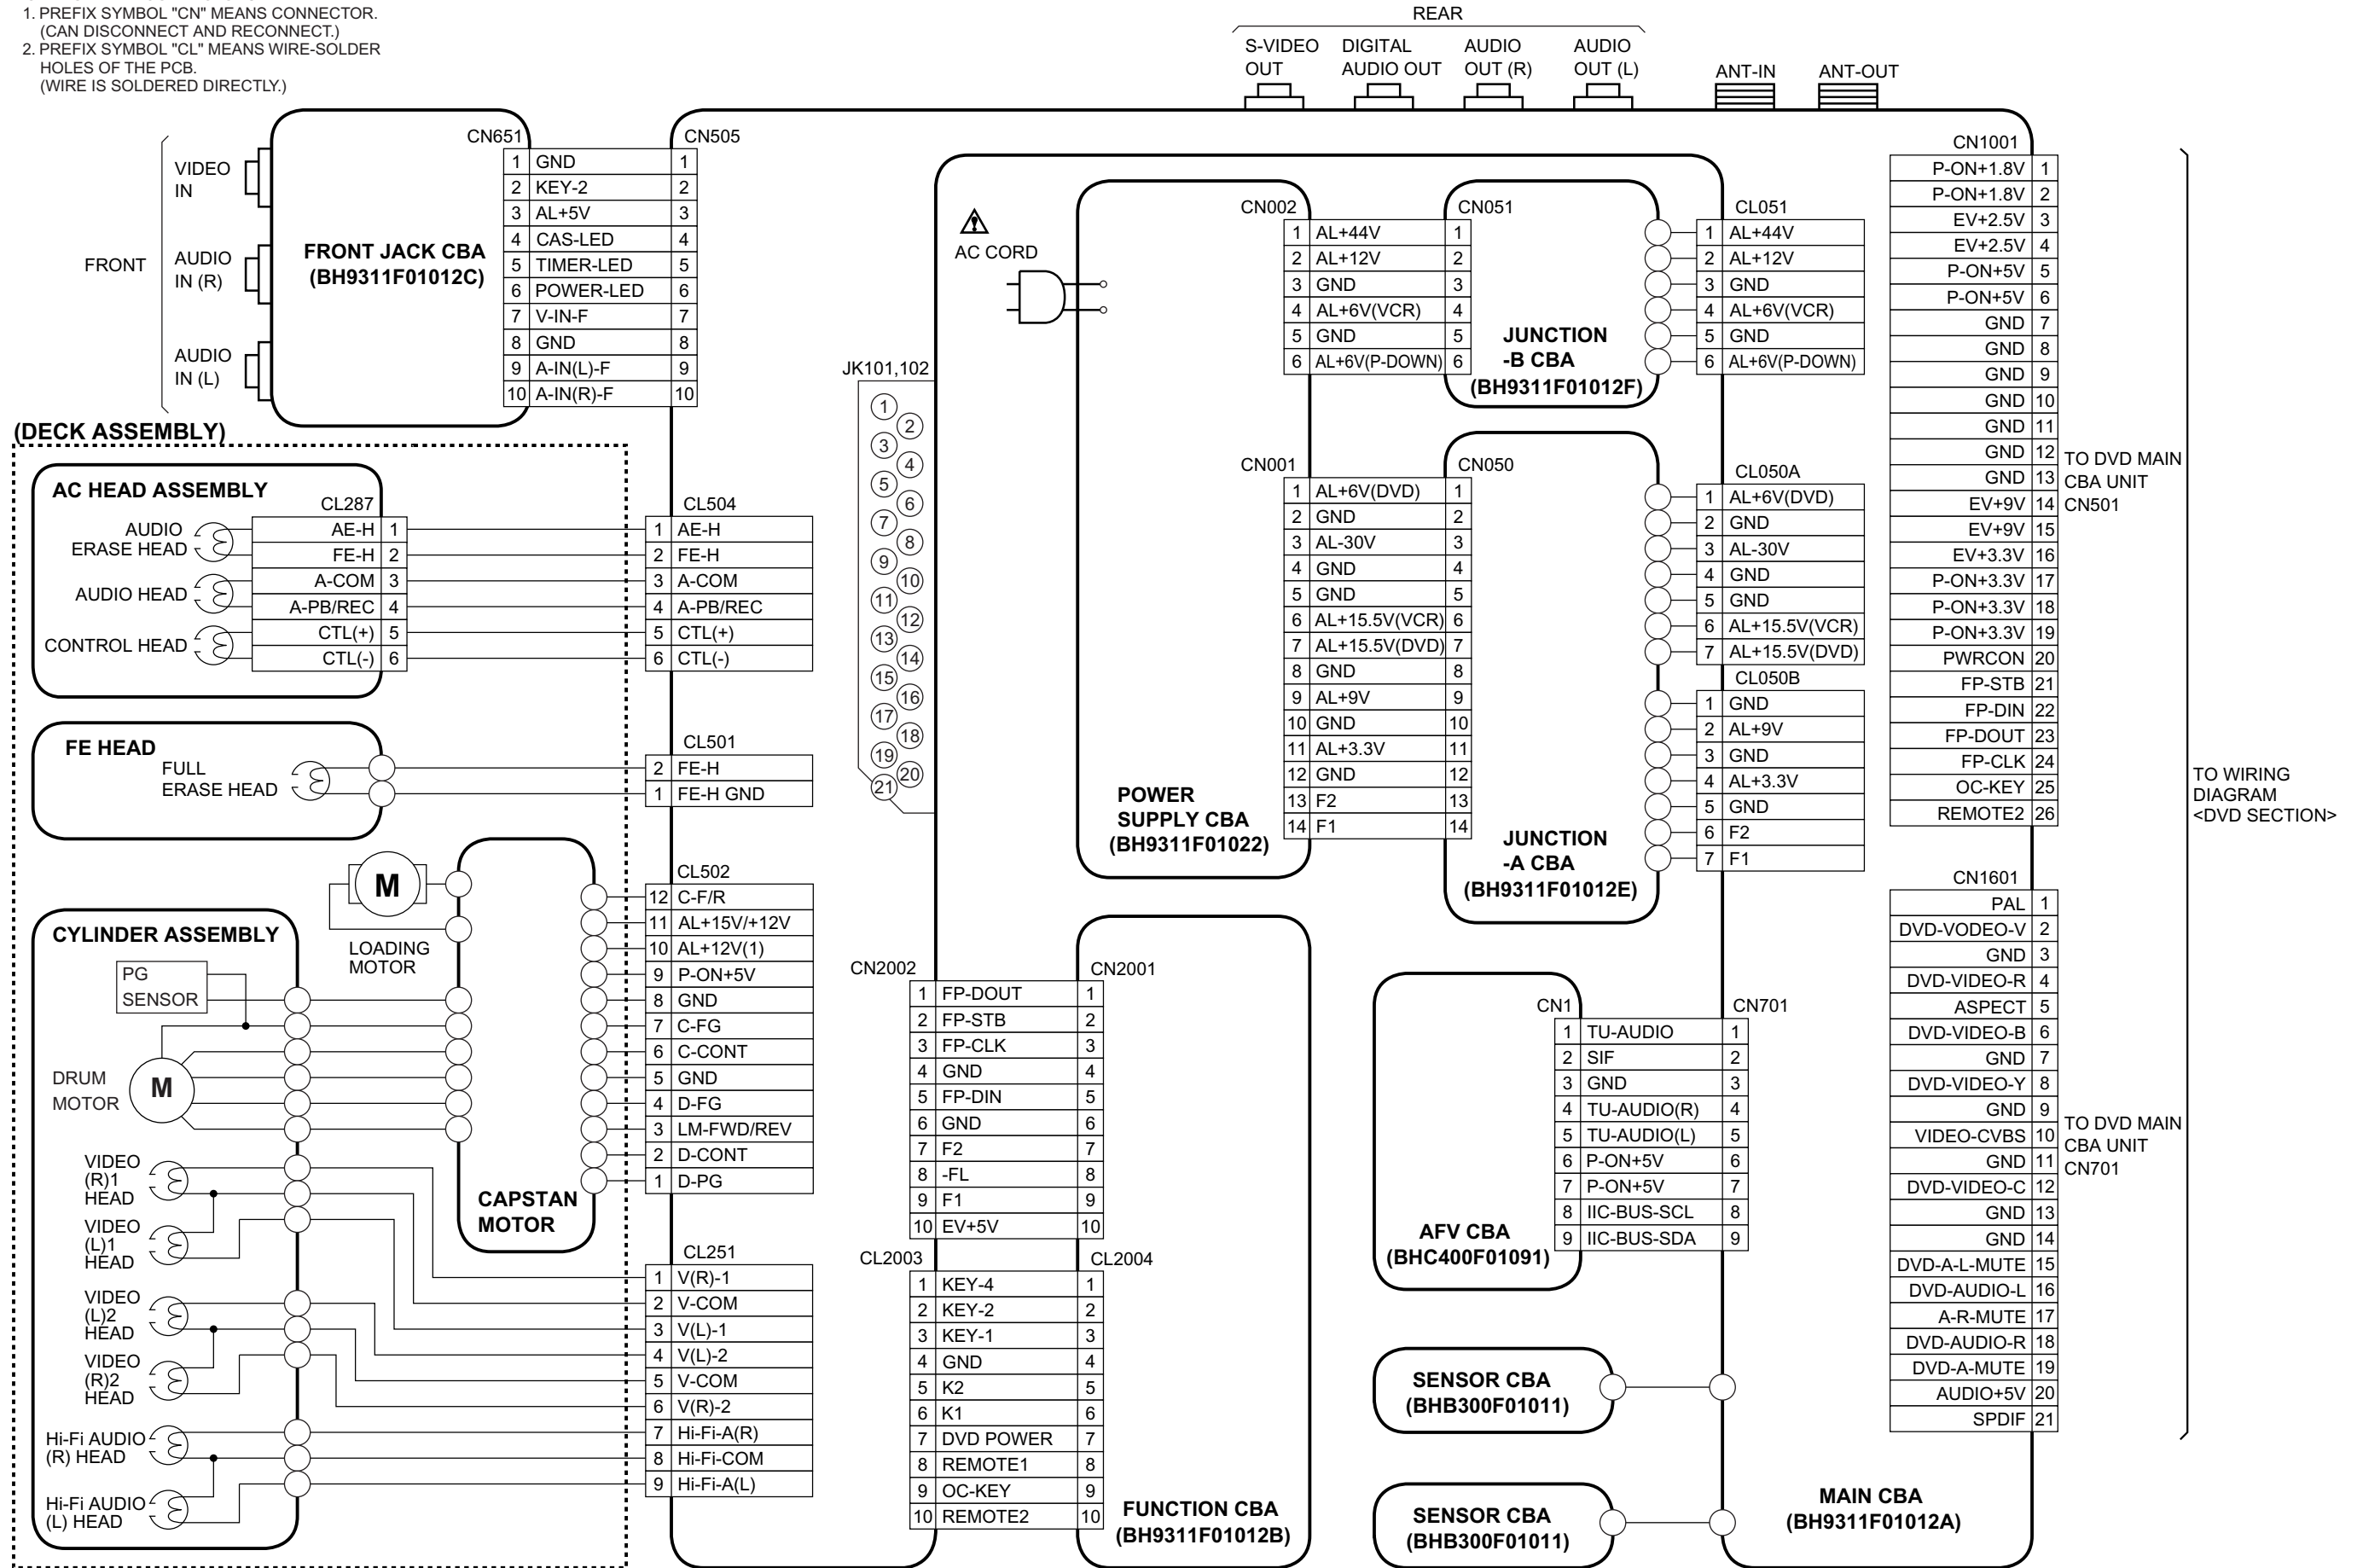 1. PREFIX SYMBOL "CN" MEANS CONNECTOR.
(CAN DISCONNECT AND RECONNECT.)
2. PREFIX SYMBOL "CL" MEANS WIRE-SOLDER
HOLES OF THE PCB.
(WIRE IS SOLDERED DIRECTLY.)
REAR
S-VIDEO
OUT
DIGITAL
AUDIO OUT
AUDIO
OUT (R)
AUDIO
OUT (L)
ANT-IN
ANT-OUT
FRONT
VIDEO
IN
AUDIO
IN (R)
AUDIO
IN (L)
FRONT JACK CBA
(BH9311F01012C)
CN651
CN505
1 GND 1
2 KEY-2 2
3 AL+5V 3
4 CAS-LED 4
5 TIMER-LED 5
6 POWER-LED 6
7 V-IN-F 7
8 GND 8
9 A-IN(L)-F 9
10 A-IN(R)-F 10
(DECK ASSEMBLY)
AC HEAD ASSEMBLY
AUDIO
ERASE HEAD
AUDIO HEAD
CONTROL HEAD
CL287
AE-H 1
FE-H 2
A-COM 3
A-PB/REC 4
CTL(+) 5
CTL(-) 6
CL504
1 AE-H
2 FE-H
3 A-COM
4 A-PB/REC
5 CTL(+)
6 CTL(-)
FE HEAD
FULL
ERASE HEAD
CL501
2 FE-H
1 FE-H GND
M
LOADING
MOTOR
CAPSTAN
MOTOR
CL502
12 C-F/R
11 AL+15V/+12V
10 AL+12V(1)
9 P-ON+5V
8 GND
7 C-FG
6 C-CONT
5 GND
4 D-FG
3 LM-FWD/REV
2 D-CONT
1 D-PG
CYLINDER ASSEMBLY
PG
SENSOR
DRUM
MOTOR
M
VIDEO
(R)1
HEAD
VIDEO
(L)1
HEAD
VIDEO
(L)2
HEAD
VIDEO
(R)2
HEAD
Hi-Fi AUDIO
(R) HEAD
Hi-Fi AUDIO
(L) HEAD
CL251
1 V(R)-1
2 V-COM
3 V(L)-1
4 V(L)-2
5 V-COM
6 V(R)-2
7 Hi-Fi-A(R)
8 Hi-Fi-COM
9 Hi-Fi-A(L)
JK101,102
1
2
3
4
5
6
7
8
9
10
11
12
13
14
15
16
17
18
19
20
21
AC CORD
POWER
SUPPLY CBA
(BH9311F01022)
CN002
CN051
1 AL+44V 1
2 AL+12V 2
3 GND 3
4 AL+6V(VCR) 4
5 GND 5
6 AL+6V(P-DOWN) 6
JUNCTION
-B CBA
(BH9311F01012F)
CL051
1 AL+44V
2 AL+12V
3 GND
4 AL+6V(VCR)
5 GND
6 AL+6V(P-DOWN)
CN001
CN050
1 AL+6V(DVD) 1
2 GND 2
3 AL-30V 3
4 GND 4
5 GND 5
6 AL+15.5V(VCR) 6
7 AL+15.5V(DVD) 7
8 GND 8
9 AL+9V 9
10 GND 10
11 AL+3.3V 11
12 GND 12
13 F2 13
14 F1 14
JUNCTION
-A CBA
(BH9311F01012E)
CL050A
1 AL+6V(DVD)
2 GND
3 AL-30V
4 GND
5 GND
6 AL+15.5V(VCR)
7 AL+15.5V(DVD)
CL050B
1 GND
2 AL+9V
3 GND
4 AL+3.3V
5 GND
6 F2
7 F1
CN2002
CN2001
1 FP-DOUT 1
2 FP-STB 2
3 FP-CLK 3
4 GND 4
5 FP-DIN 5
6 GND 6
7 F2 7
8 -FL 8
9 F1 9
10 EV+5V 10
CL2003
CL2004
1 KEY-4 1
2 KEY-2 2
3 KEY-1 3
4 GND 4
5 K2 5
6 K1 6
7 DVD POWER 7
8 REMOTE1 8
9 OC-KEY 9
10 REMOTE2 10
FUNCTION CBA
(BH9311F01012B)
CN1
CN701
1 TU-AUDIO 1
2 SIF 2
3 GND 3
4 TU-AUDIO(R) 4
5 TU-AUDIO(L) 5
6 P-ON+5V 6
7 P-ON+5V 7
8 IIC-BUS-SCL 8
9 IIC-BUS-SDA 9
AFV CBA
(BHC400F01091)
SENSOR CBA
(BHB300F01011)
SENSOR CBA
(BHB300F01011)
MAIN CBA
(BH9311F01012A)
CN1001
P-ON+1.8V 1
P-ON+1.8V 2
EV+2.5V 3
EV+2.5V 4
P-ON+5V 5
P-ON+5V 6
GND 7
GND 8
GND 9
GND 10
GND 11
GND 12
GND 13
EV+9V 14
EV+9V 15
EV+3.3V 16
P-ON+3.3V 17
P-ON+3.3V 18
P-ON+3.3V 19
PWRCON 20
FP-STB 21
FP-DIN 22
FP-DOUT 23
FP-CLK 24
OC-KEY 25
REMOTE2 26
TO DVD MAIN
CBA UNIT
CN501
CN1601
PAL 1
DVD-VODEO-V 2
GND 3
DVD-VIDEO-R 4
ASPECT 5
DVD-VIDEO-B 6
GND 7
DVD-VIDEO-Y 8
GND 9
VIDEO-CVBS 10
GND 11
DVD-VIDEO-C 12
GND 13
GND 14
DVD-A-L-MUTE 15
DVD-AUDIO-L 16
A-R-MUTE 17
DVD-AUDIO-R 18
DVD-A-MUTE 19
AUDIO+5V 20
SPDIF 21
TO DVD MAIN
CBA UNIT
CN701
TO WIRING
DIAGRAM
<DVD SECTION>